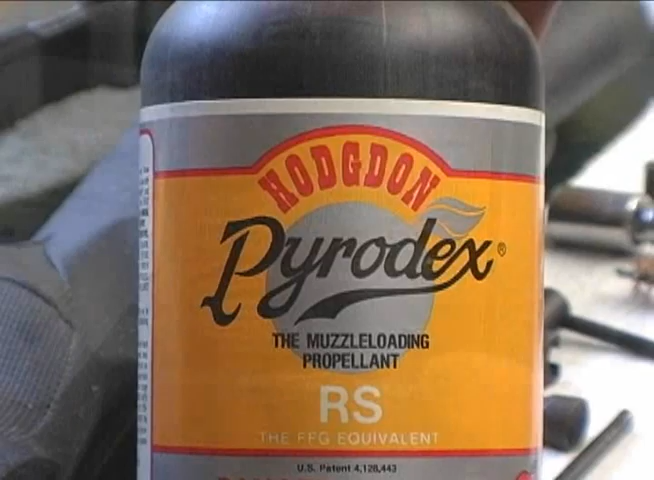 HODGDON
Pyrodex®
THE MUZZLELOADING
PROPELLANT
RS
THE FFG EQUIVALENT
U.S. Patent 4,128,443